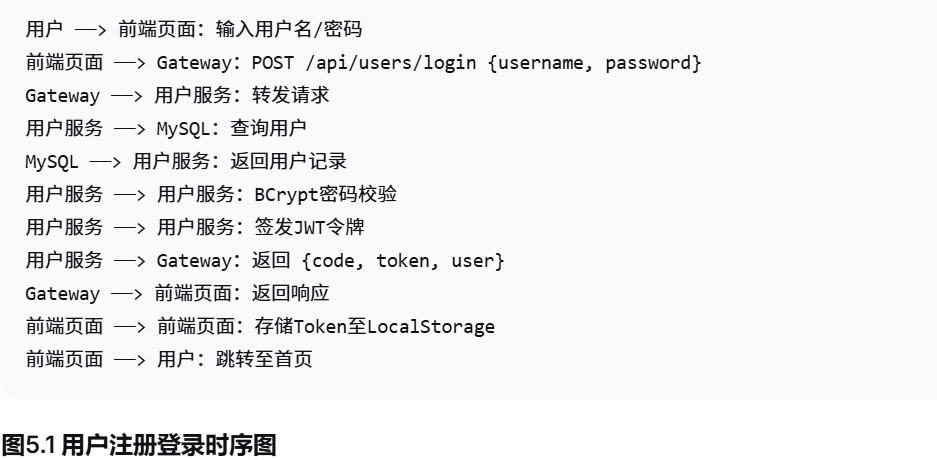 用户 ——> 前端页面：输入用户名/密码
前端页面 ——> Gateway：POST /api/users/login {username, password}
Gateway ——> 用户服务：转发请求
用户服务 ——> MySQL：查询用户
MySQL ——> 用户服务：返回用户记录
用户服务 ——> 用户服务：BCrypt密码校验
用户服务 ——> 用户服务：签发JWT令牌
用户服务 ——> Gateway：返回 {code, token, user}
Gateway ——> 前端页面：返回响应
前端页面 ——> 前端页面：存储Token至LocalStorage
前端页面 ——> 用户：跳转至首页
图5.1 用户注册登录时序图